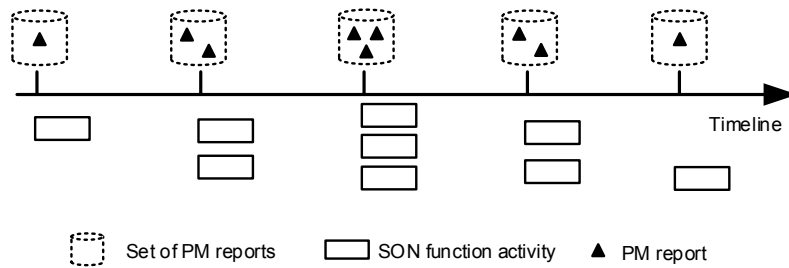 Timeline
Set of PM reports
SON function activity
PM report